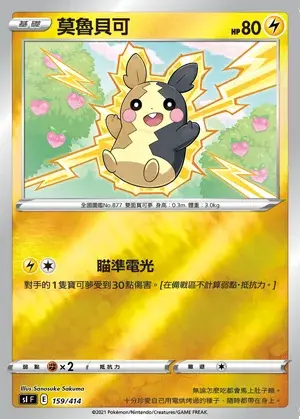 基礎 莫魯貝可 HP80
全國圖鑑No.877 雙面寶可夢 身高：0.3m 體重：3.0kg
瞄準電光
對手的1隻寶可夢受到30點傷害。[在備戰區不計算弱點、抵抗力。]
弱點 ×2 抵抗力 撤退
Illus. Sanosuke Sakuma
sI F E 159/414
無論怎麼吃都會馬上肚子餓。
十分珍愛自己用電烘烤過的種子，隨時都帶在身上。
©2021 Pokémon/Nintendo/Creatures/GAME FREAK.